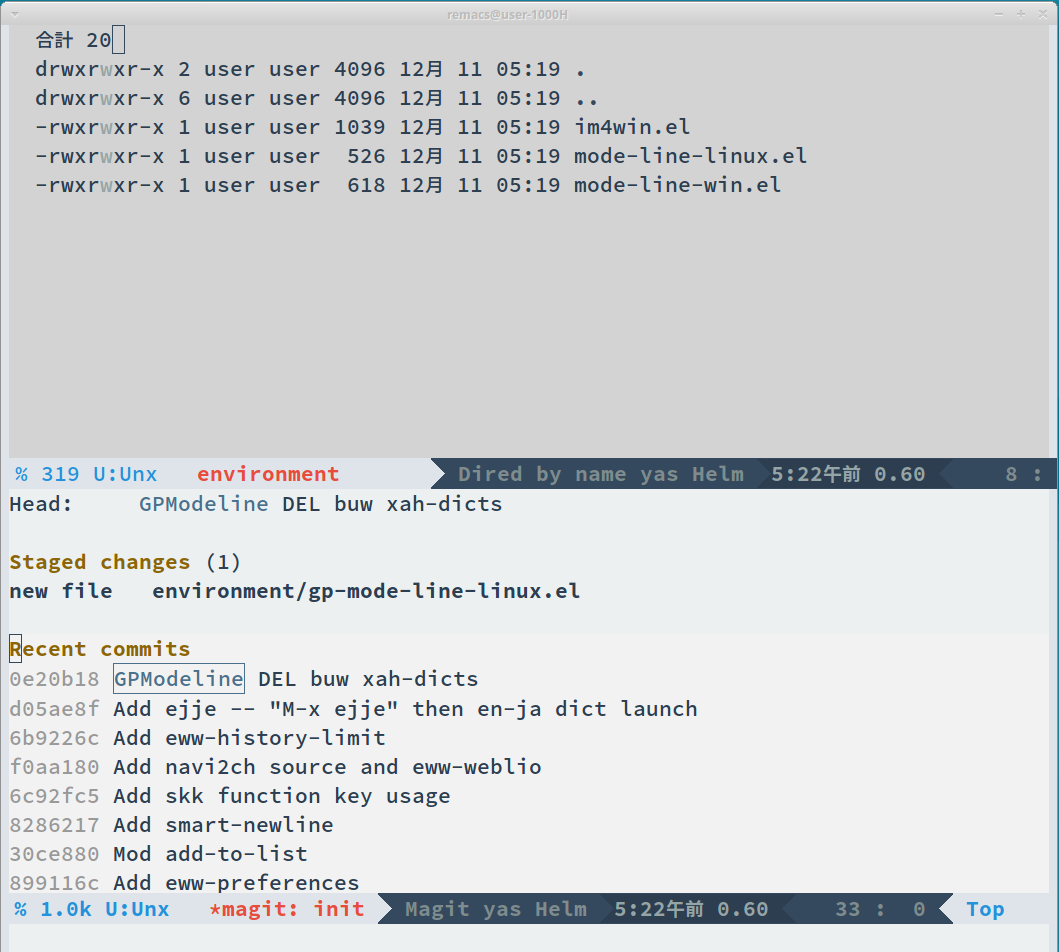 remacs@user-1000H
合計 20
drwxrwxr-x 2 user user 4096 12月 11 05:19 .
drwxrwxr-x 6 user user 4096 12月 11 05:19 ..
-rwxrwxr-x 1 user user 1039 12月 11 05:19 im4win.el
-rwxrwxr-x 1 user user  526 12月 11 05:19 mode-line-linux.el
-rwxrwxr-x 1 user user  618 12月 11 05:19 mode-line-win.el
% 319 U:Unx   environment   Dired by name yas Helm   5:22午前 0.60   8 :
Head:     GPModeline DEL buw xah-dicts
Staged changes (1)
new file   environment/gp-mode-line-linux.el
Recent commits
0e20b18 GPModeline DEL buw xah-dicts
d05ae8f Add ejje -- "M-x ejje" then en-ja dict launch
6b9226c Add eww-history-limit
f0aa180 Add navi2ch source and eww-weblio
6c92fc5 Add skk function key usage
8286217 Add smart-newline
30ce880 Mod add-to-list
899116c Add eww-preferences
% 1.0k U:Unx   *magit: init   Magit yas Helm   5:22午前 0.60   33 :  0   Top